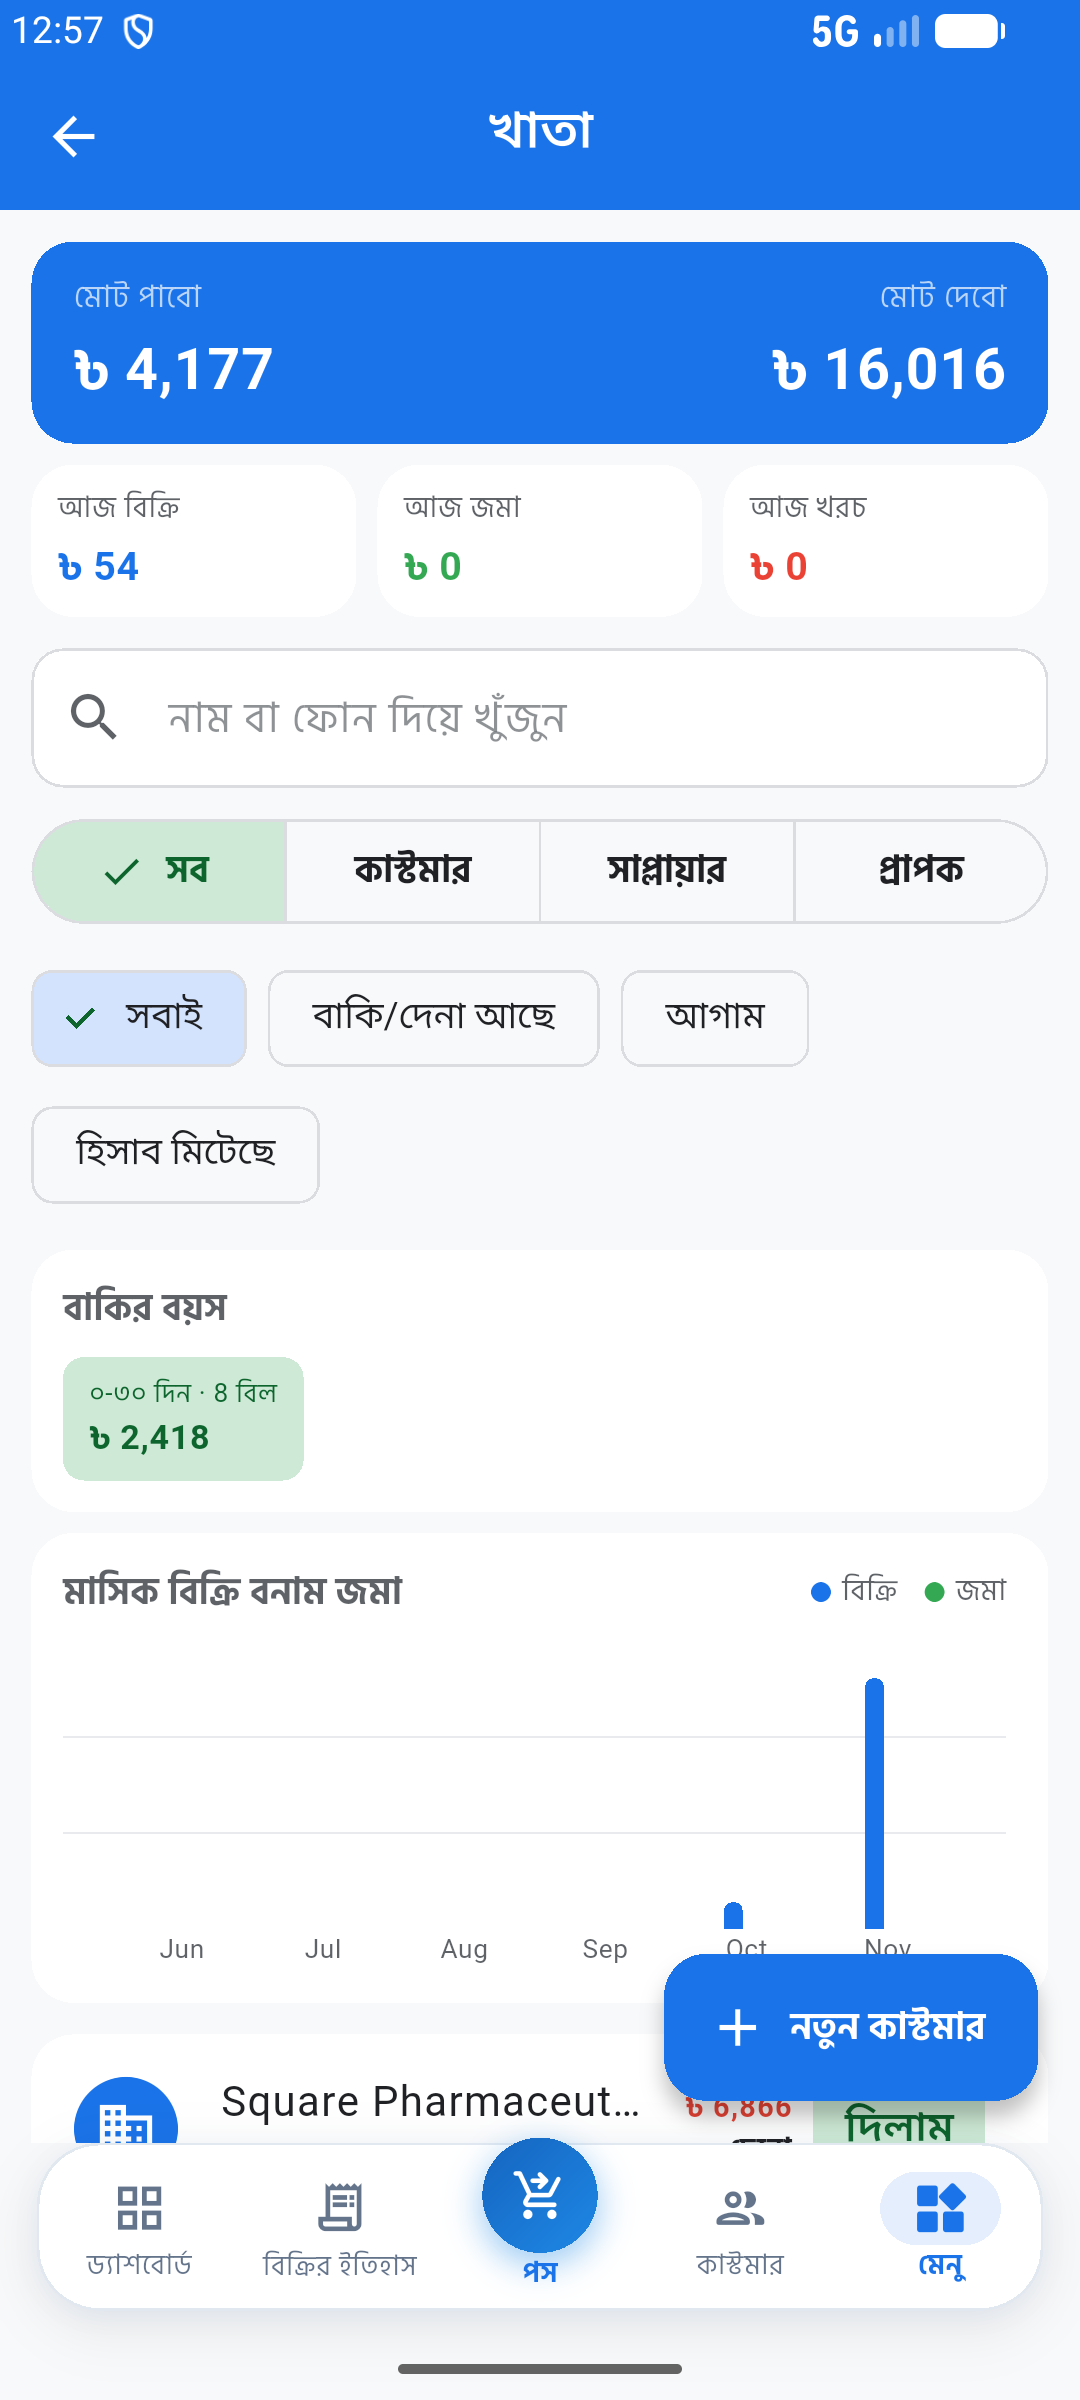 12:57 5G
খাতা
মোট পাবো মোট দেবো
৳ 4,177 ৳ 16,016
আজ বিক্রি আজ জমা আজ খরচ
৳ 54 ৳ 0 ৳ 0
নাম বা ফোন দিয়ে খুঁজুন
সব কাস্টমার সাপ্লায়ার প্রাপক
সবাই বাকি/দেনা আছে আগাম
হিসাব মিটেছে
বাকির বয়স
০-৩০ দিন · 8 বিল
৳ 2,418
মাসিক বিক্রি বনাম জমা বিক্রি জমা
Jun Jul Aug Sep Oct Nov
নতুন কাস্টমার
Square Pharmaceut... ৳ 6,866
দিলাম
ড্যাশবোর্ড বিক্রির ইতিহাস পস কাস্টমার মেনু